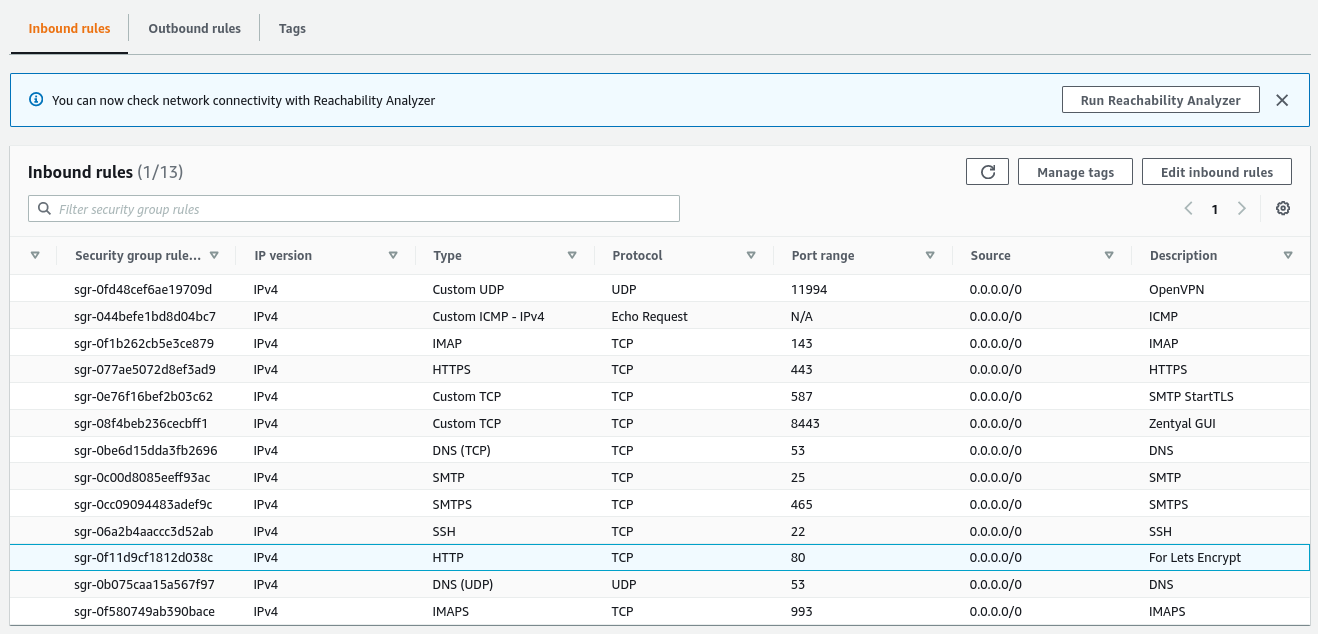 Inbound rules Outbound rules Tags
You can now check network connectivity with Reachability Analyzer Run Reachability Analyzer
Inbound rules (1/13) Manage tags Edit inbound rules
Filter security group rules 1
Security group rule... IP version Type Protocol Port range Source Description
sgr-0fd48cef6ae19709d IPv4 Custom UDP UDP 11994 0.0.0.0/0 OpenVPN
sgr-044befe1bd8d04bc7 IPv4 Custom ICMP - IPv4 Echo Request N/A 0.0.0.0/0 ICMP
sgr-0f1b262cb5e3ce879 IPv4 IMAP TCP 143 0.0.0.0/0 IMAP
sgr-077ae5072d8ef3ad9 IPv4 HTTPS TCP 443 0.0.0.0/0 HTTPS
sgr-0e76f16bef2b03c62 IPv4 Custom TCP TCP 587 0.0.0.0/0 SMTP StartTLS
sgr-08f4beb236cecbff1 IPv4 Custom TCP TCP 8443 0.0.0.0/0 Zentyal GUI
sgr-0be6d15dda3fb2696 IPv4 DNS (TCP) TCP 53 0.0.0.0/0 DNS
sgr-0c00d8085eeff93ac IPv4 SMTP TCP 25 0.0.0.0/0 SMTP
sgr-0cc09094483adef9c IPv4 SMTPS TCP 465 0.0.0.0/0 SMTPS
sgr-06a2b4aaccc3d52ab IPv4 SSH TCP 22 0.0.0.0/0 SSH
sgr-0f11d9cf1812d038c IPv4 HTTP TCP 80 0.0.0.0/0 For Lets Encrypt
sgr-0b075caa15a567f97 IPv4 DNS (UDP) UDP 53 0.0.0.0/0 DNS
sgr-0f580749ab390bace IPv4 IMAPS TCP 993 0.0.0.0/0 IMAPS